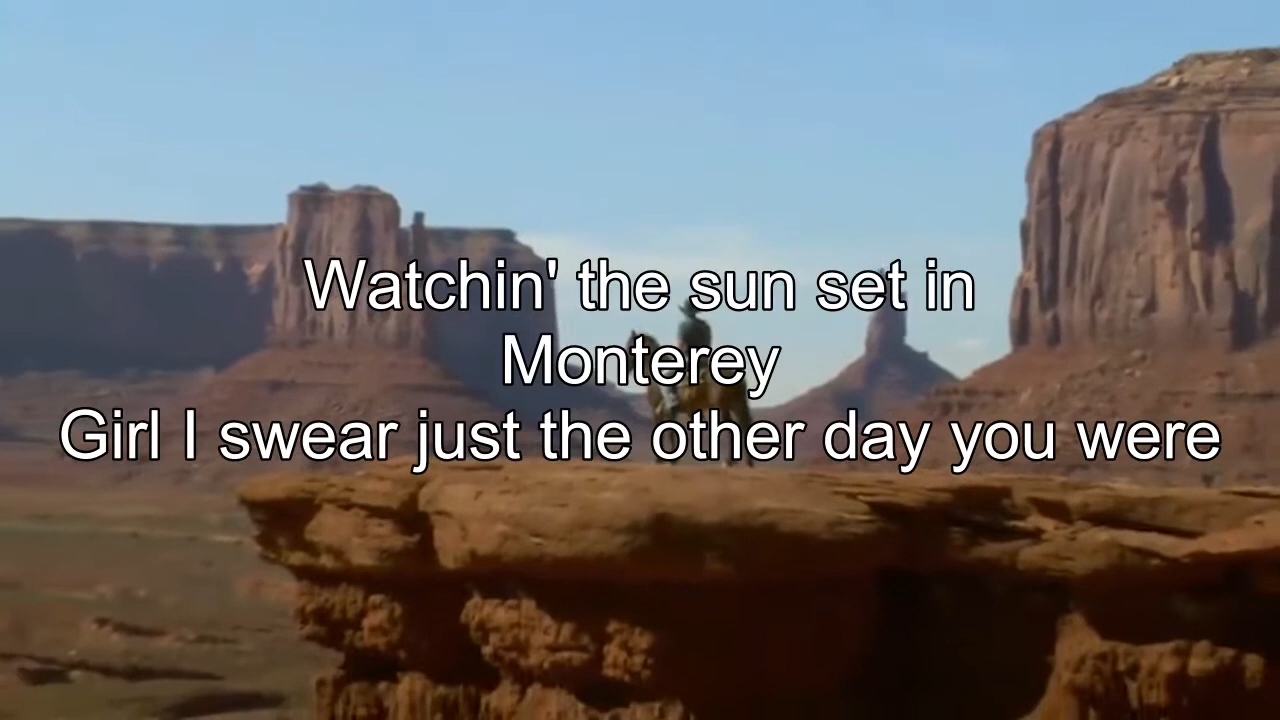 Watchin' the sun set in
Monterey
Girl I swear just the other day you were